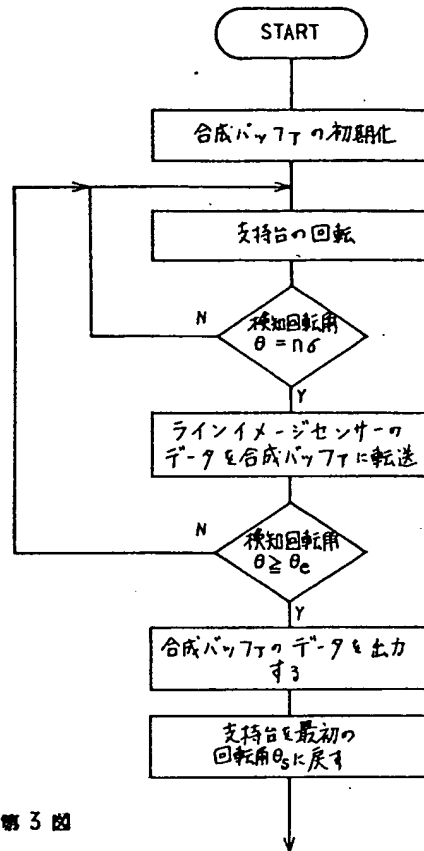 START
合成バッファの初期化
支持台の回転
N
検知回転用
θ = nσ
Y
ラインイメージセンサーの
データを合成バッファに転送
N
検知回転用
θ ≧ θe
Y
合成バッファのデータを出力
する
支持台を最初の
回転用θsに戻す
第3図